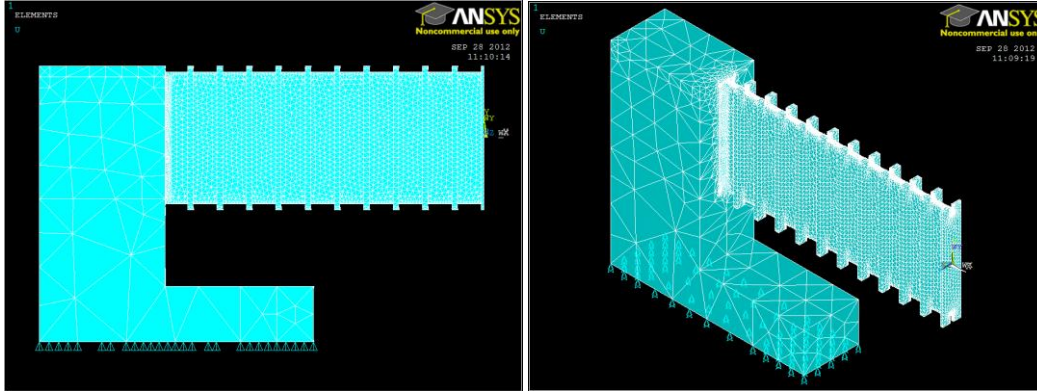 1
ELEMENTS
U
ANSYS
Noncommercial use only
SEP 28 2012
11:10:14
1
ELEMENTS
U
ANSYS
Noncommercial use only
SEP 28 2012
11:09:19